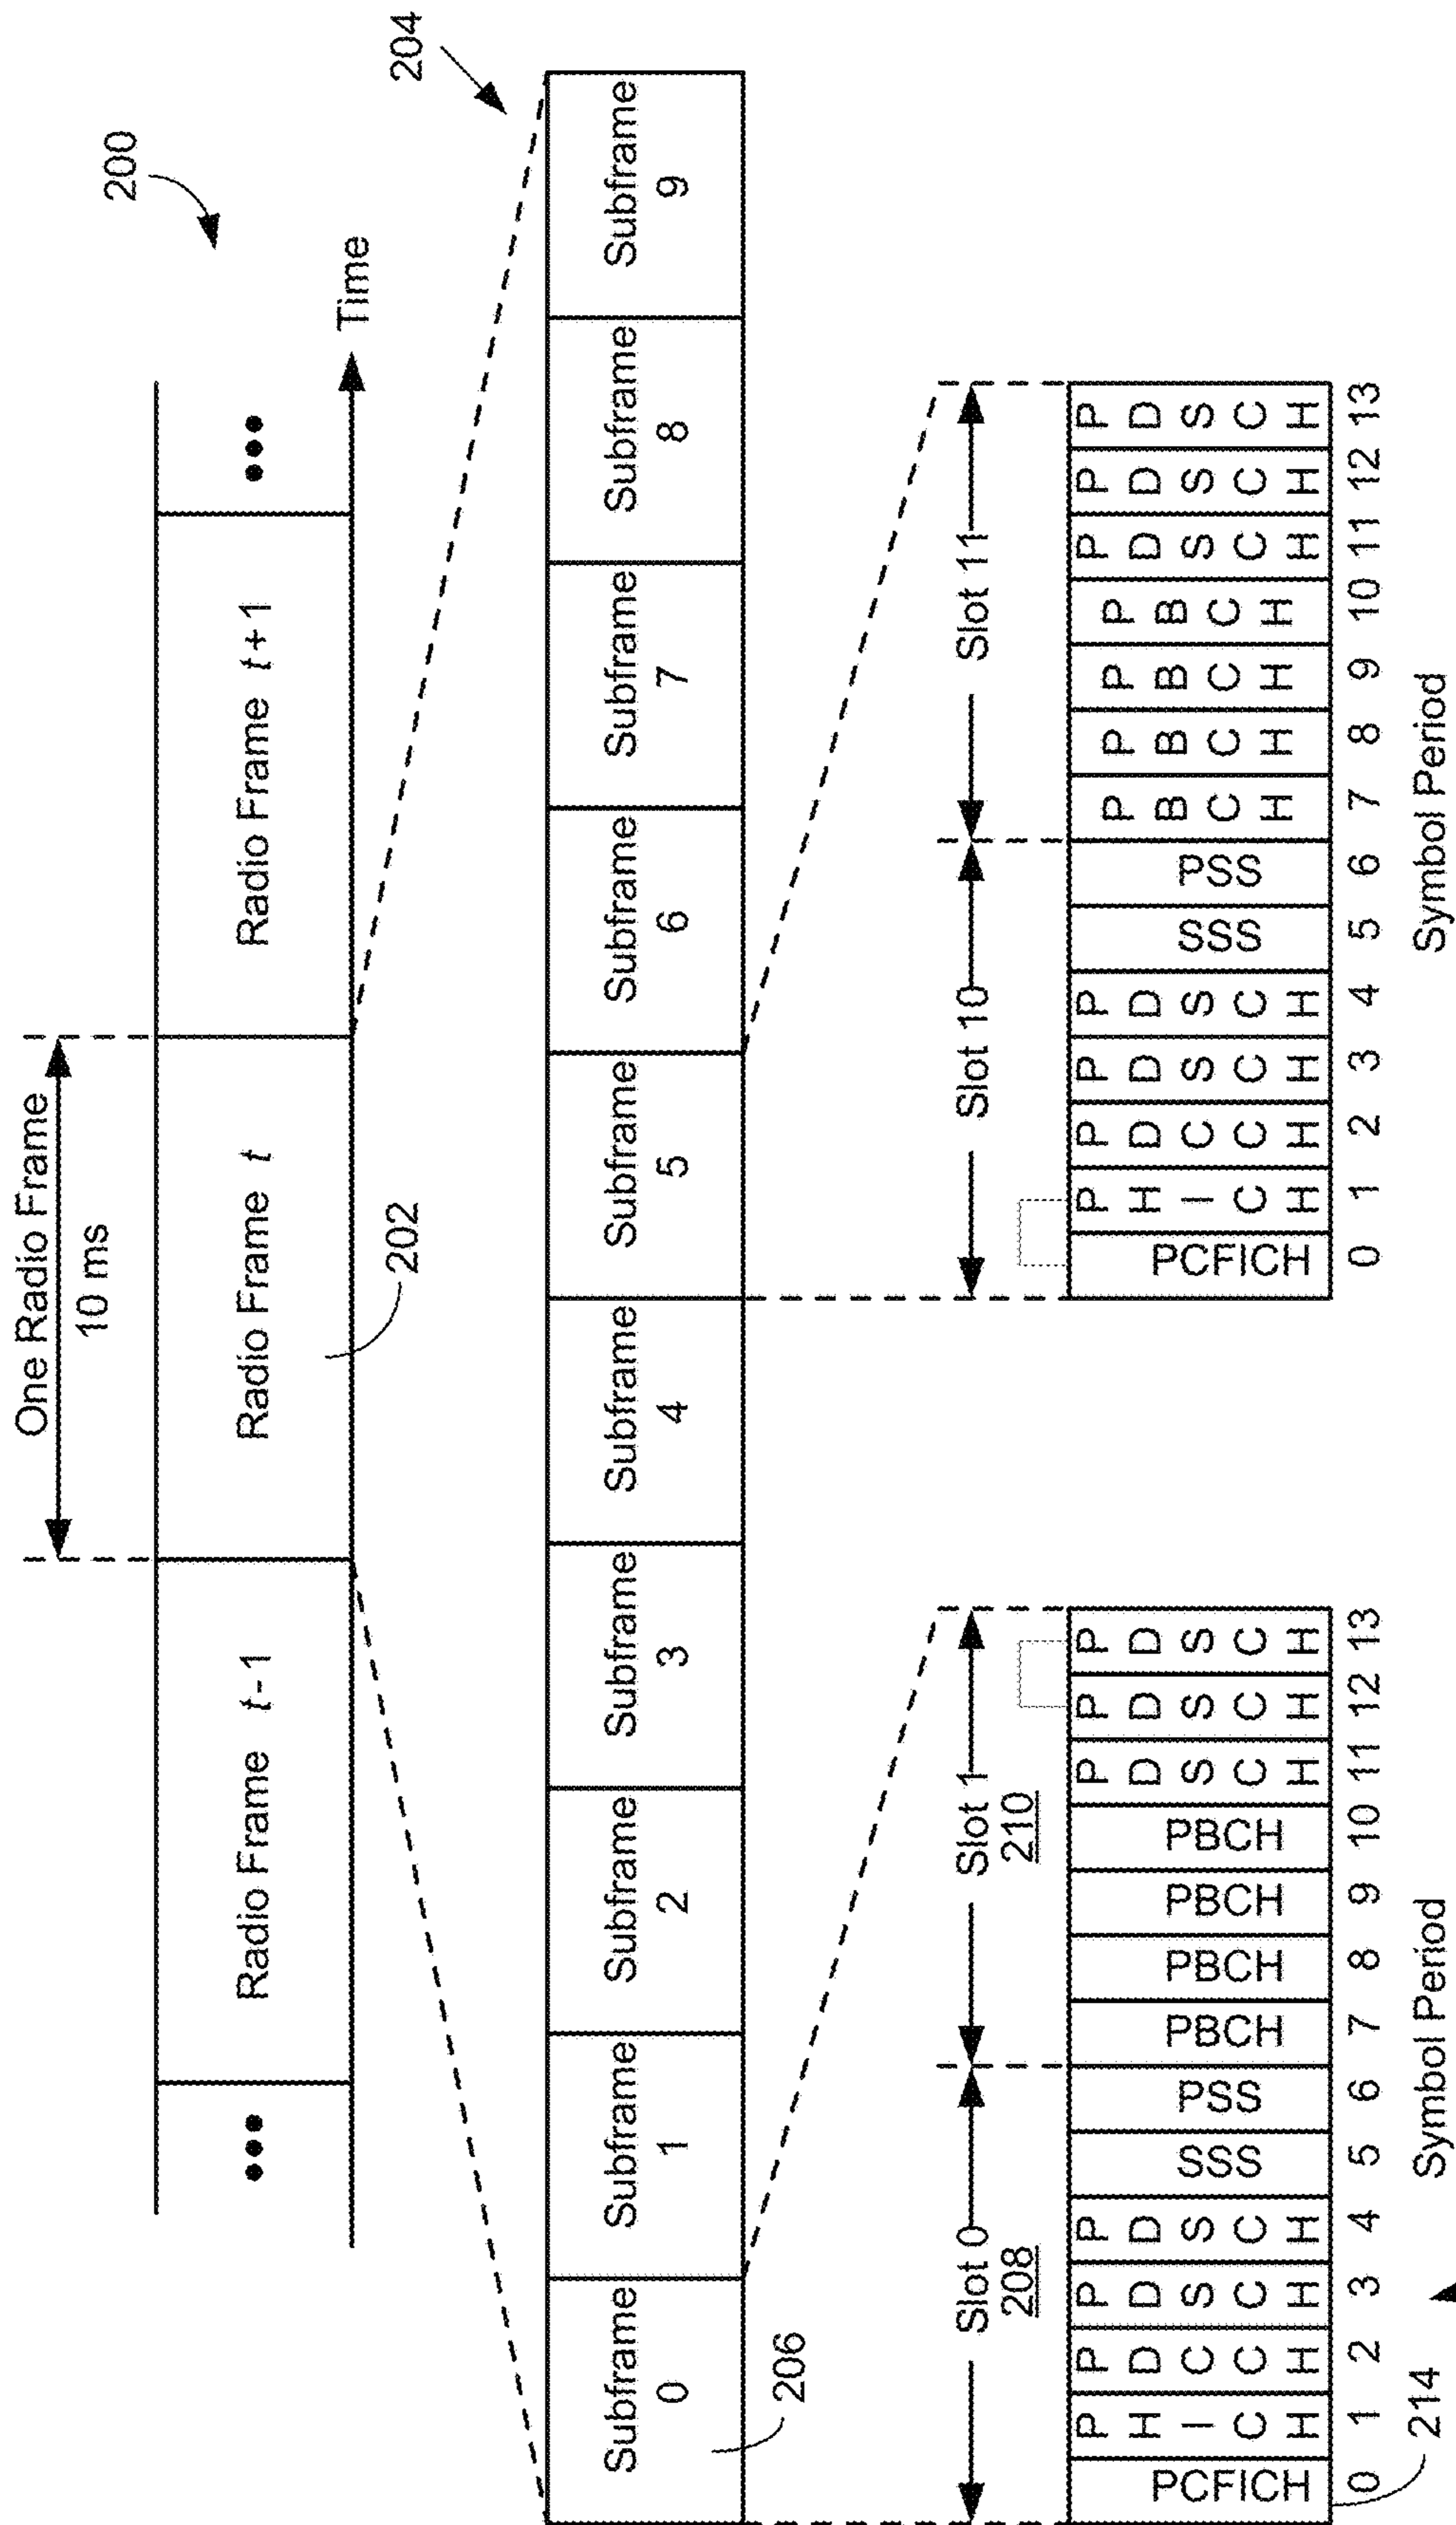 200
One Radio Frame
10 ms
••• Radio Frame t-1 Radio Frame t Radio Frame t+1 •••
Time
202
204
Subframe 0 Subframe 1 Subframe 2 Subframe 3 Subframe 4 Subframe 5 Subframe 6 Subframe 7 Subframe 8 Subframe 9
206
Slot 0 Slot 1 Slot 10 Slot 11
208 210
PCFICH PHICH PDCCH PDSCH PDSCH SSS PSS PBCH PBCH PBCH PBCH PDSCH PDSCH PDSCH
0 1 2 3 4 5 6 7 8 9 10 11 12 13
Symbol Period
214
PCFICH PHICH PDCCH PDSCH PDSCH SSS PSS PBCH PBCH PBCH PBCH PDSCH PDSCH PDSCH
0 1 2 3 4 5 6 7 8 9 10 11 12 13
Symbol Period